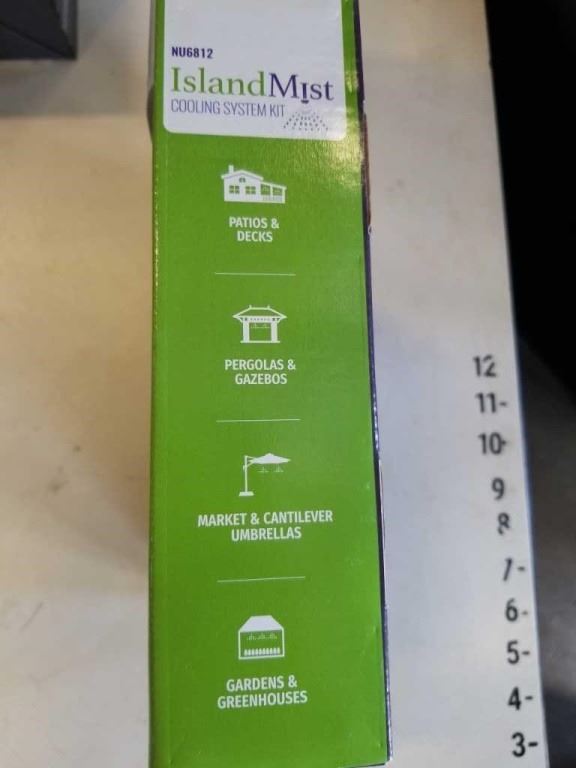 NU6812
IslandMist
COOLING SYSTEM KIT
PATIOS &
DECKS
PERGOLAS &
GAZEBOS
MARKET & CANTILEVER
UMBRELLAS
GARDENS &
GREENHOUSES
12
11-
10-
9
8
7-
6-
5-
4-
3-